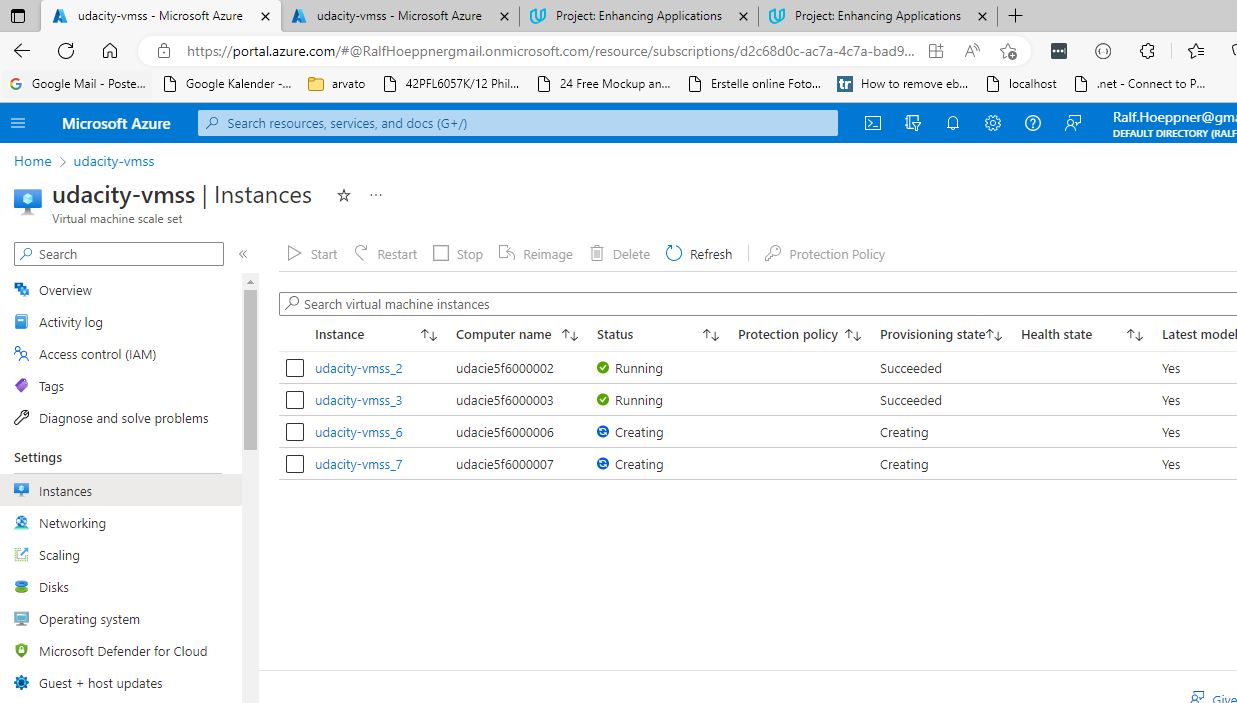 udacity-vmss - Microsoft Azure udacity-vmss - Microsoft Azure Project: Enhancing Applications Project: Enhancing Applications
https://portal.azure.com/#@RalfHoeppnergmail.onmicrosoft.com/resource/subscriptions/d2c68d0c-ac7a-4c7a-bad9...
Google Mail - Poste... Google Kalender -... arvato 42PFL6057K/12 Phil... 24 Free Mockup an... Erstelle online Foto... tr How to remove eb... localhost .net - Connect to P...
Microsoft Azure Search resources, services, and docs (G+/) Ralf.Hoeppner@gma
DEFAULT DIRECTORY (RALF
Home > udacity-vmss
udacity-vmss | Instances ...
Virtual machine scale set
Search « Start Restart Stop Reimage Delete Refresh Protection Policy
Overview
Activity log
Access control (IAM)
Tags
Diagnose and solve problems
Settings
Instances
Networking
Scaling
Disks
Operating system
Microsoft Defender for Cloud
Guest + host updates
Search virtual machine instances
Instance Computer name Status Protection policy Provisioning state Health state Latest model
udacity-vmss_2 udacie5f6000002 Running Succeeded Yes
udacity-vmss_3 udacie5f6000003 Running Succeeded Yes
udacity-vmss_6 udacie5f6000006 Creating Creating Yes
udacity-vmss_7 udacie5f6000007 Creating Creating Yes
Give